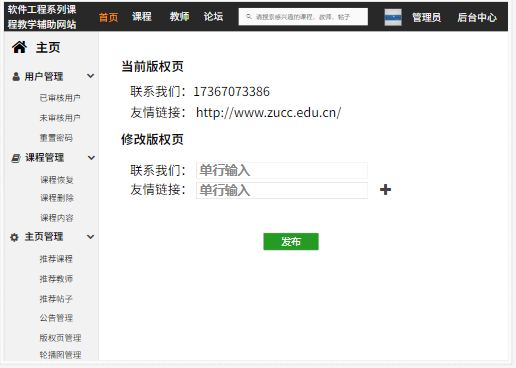 软件工程系列课
程教学辅助网站
首页
课程
教师
论坛
请搜索感兴趣的课程，教师，帖子
管理员
后台中心
主页
用户管理
已审核用户
未审核用户
重置密码
课程管理
课程恢复
课程删除
课程内容
主页管理
推荐课程
推荐教师
推荐帖子
公告管理
版权页管理
轮播图管理
当前版权页
联系我们：17367073386
友情链接： http://www.zucc.edu.cn/
修改版权页
联系我们： 单行输入
友情链接： 单行输入
发布